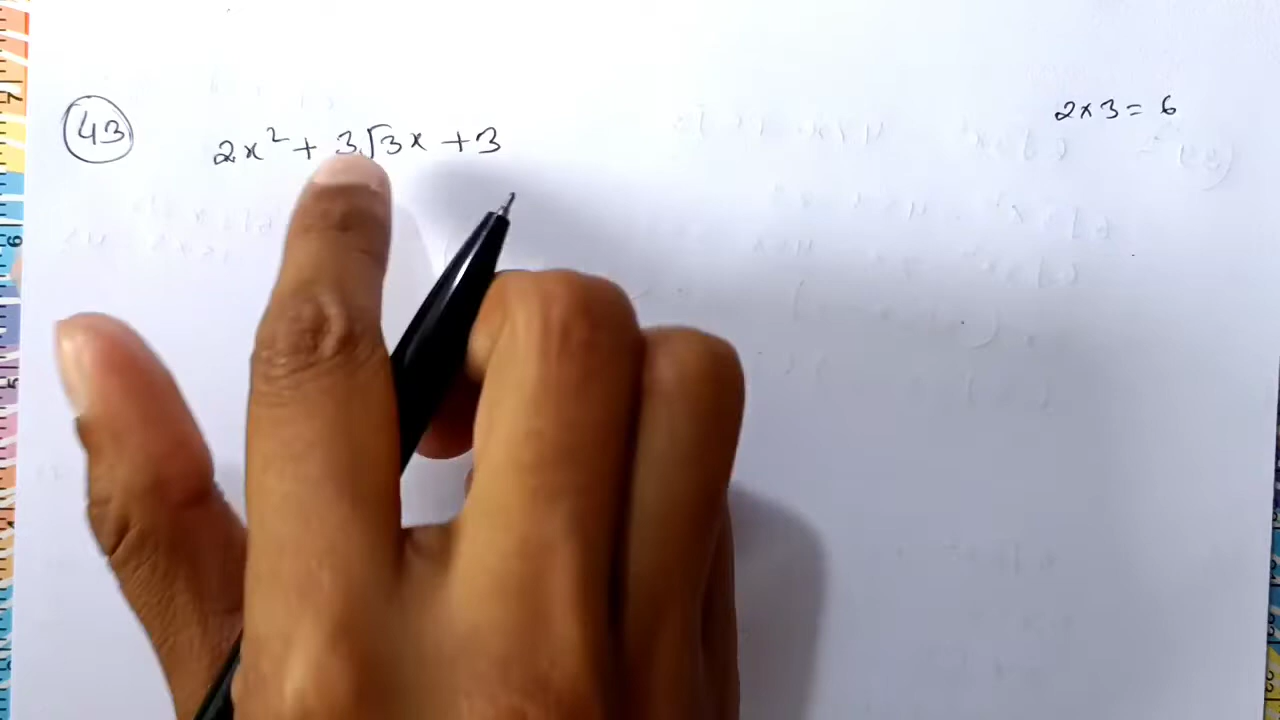 43 2x² + 3√3x + 3
2×3 = 6